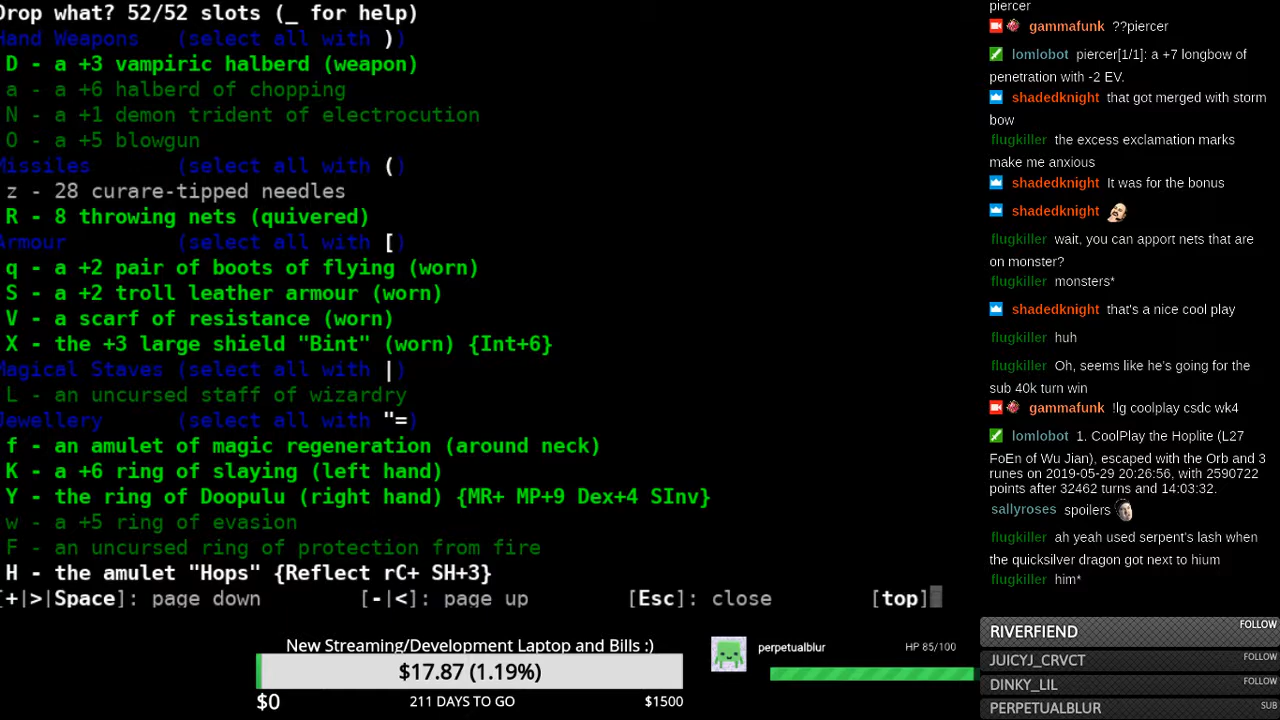 Drop what? 52/52 slots (_ for help)
Hand Weapons (select all with ))
D - a +3 vampiric halberd (weapon)
a - a +6 halberd of chopping
N - a +1 demon trident of electrocution
O - a +5 blowgun
Missiles (select all with ()
z - 28 curare-tipped needles
R - 8 throwing nets (quivered)
Armour (select all with [)
q - a +2 pair of boots of flying (worn)
S - a +2 troll leather armour (worn)
V - a scarf of resistance (worn)
X - the +3 large shield "Bint" (worn) {Int+6}
Magical Staves (select all with |)
L - an uncursed staff of wizardry
Jewellery (select all with "=)
f - an amulet of magic regeneration (around neck)
K - a +6 ring of slaying (left hand)
Y - the ring of Doopulu (right hand) {MR+ MP+9 Dex+4 SInv}
w - a +5 ring of evasion
F - an uncursed ring of protection from fire
H - the amulet "Hops" {Reflect rC+ SH+3}
[+|>|Space]: page down [-|<]: page up [Esc]: close [top]
New Streaming/Development Laptop and Bills :)
$17.87 (1.19%)
$0 211 DAYS TO GO $1500
perpetualblur HP 85/100
piercer
gammafunk ??piercer
lomlobot piercer[1/1]: a +7 longbow of
penetration with -2 EV.
shadedknight that got merged with storm
bow
flugkiller the excess exclamation marks
make me anxious
shadedknight It was for the bonus
shadedknight
flugkiller wait, you can apport nets that are
on monster?
flugkiller monsters*
shadedknight that's a nice cool play
flugkiller huh
flugkiller Oh, seems like he's going for the
sub 40k turn win
gammafunk !lg coolplay csdc wk4
lomlobot 1. CoolPlay the Hoplite (L27
FoEn of Wu Jian), escaped with the Orb and 3
runes on 2019-05-29 20:26:56, with 2590722
points after 32462 turns and 14:03:32.
sallyroses spoilers
flugkiller ah yeah used serpent's lash when
the quicksilver dragon got next to hium
flugkiller him*
RIVERFIEND FOLLOW
JUICYJ_CRVCT FOLLOW
DINKY_LIL FOLLOW
PERPETUALBLUR SUB